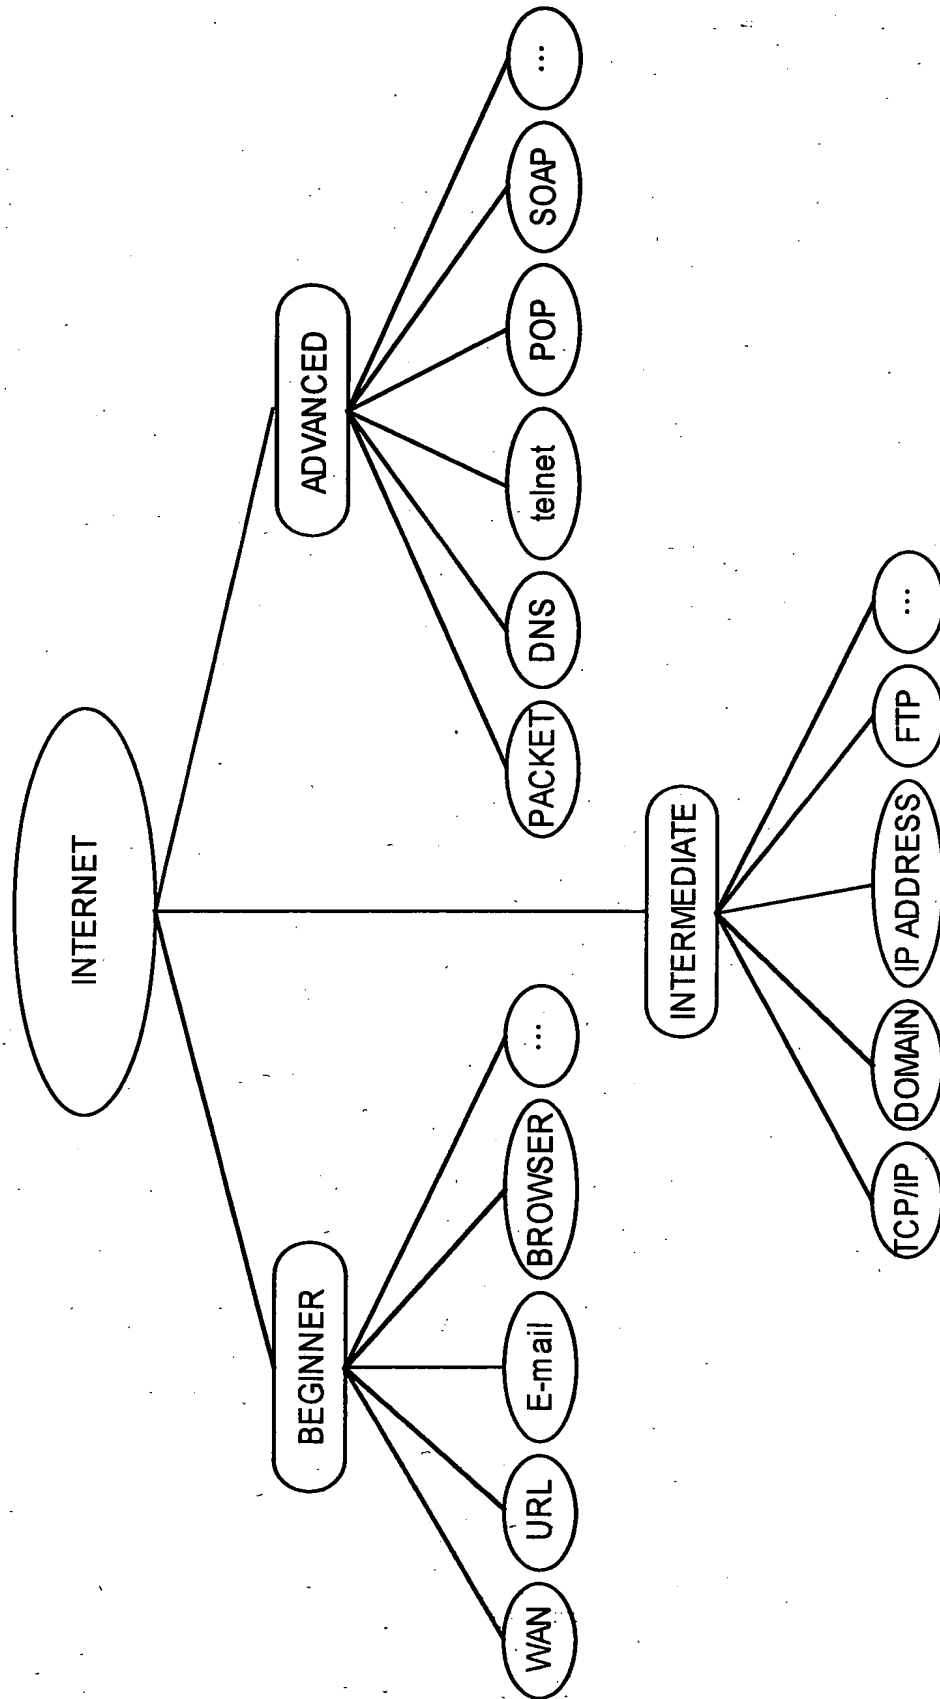 INTERNET
BEGINNER
ADVANCED
WAN
URL
E-mail
BROWSER
...
PACKET
DNS
telnet
POP
SOAP
...
INTERMEDIATE
TCP/IP
DOMAIN
IP ADDRESS
FTP
...